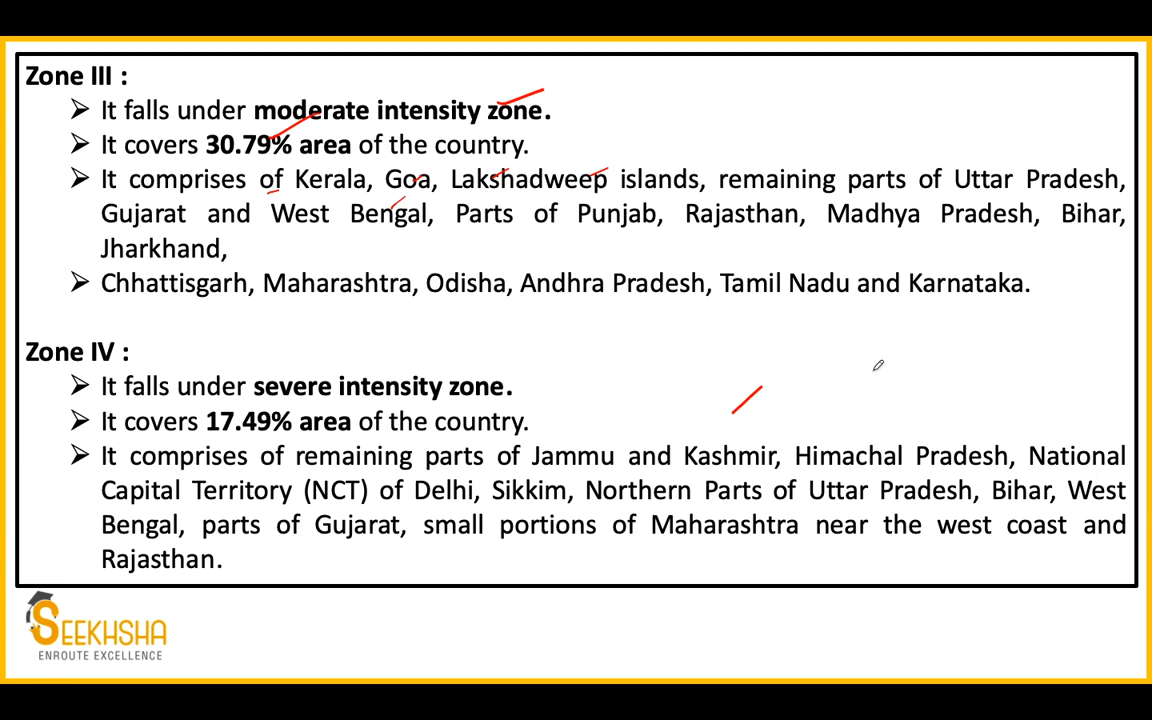 Zone III :
➢ It falls under moderate intensity zone.
➢ It covers 30.79% area of the country.
➢ It comprises of Kerala, Goa, Lakshadweep islands, remaining parts of Uttar Pradesh,
Gujarat and West Bengal, Parts of Punjab, Rajasthan, Madhya Pradesh, Bihar,
Jharkhand,
➢ Chhattisgarh, Maharashtra, Odisha, Andhra Pradesh, Tamil Nadu and Karnataka.
Zone IV :
➢ It falls under severe intensity zone.
➢ It covers 17.49% area of the country.
➢ It comprises of remaining parts of Jammu and Kashmir, Himachal Pradesh, National
Capital Territory (NCT) of Delhi, Sikkim, Northern Parts of Uttar Pradesh, Bihar, West
Bengal, parts of Gujarat, small portions of Maharashtra near the west coast and
Rajasthan.
SEEKHSHA
ENROUTE EXCELLENCE